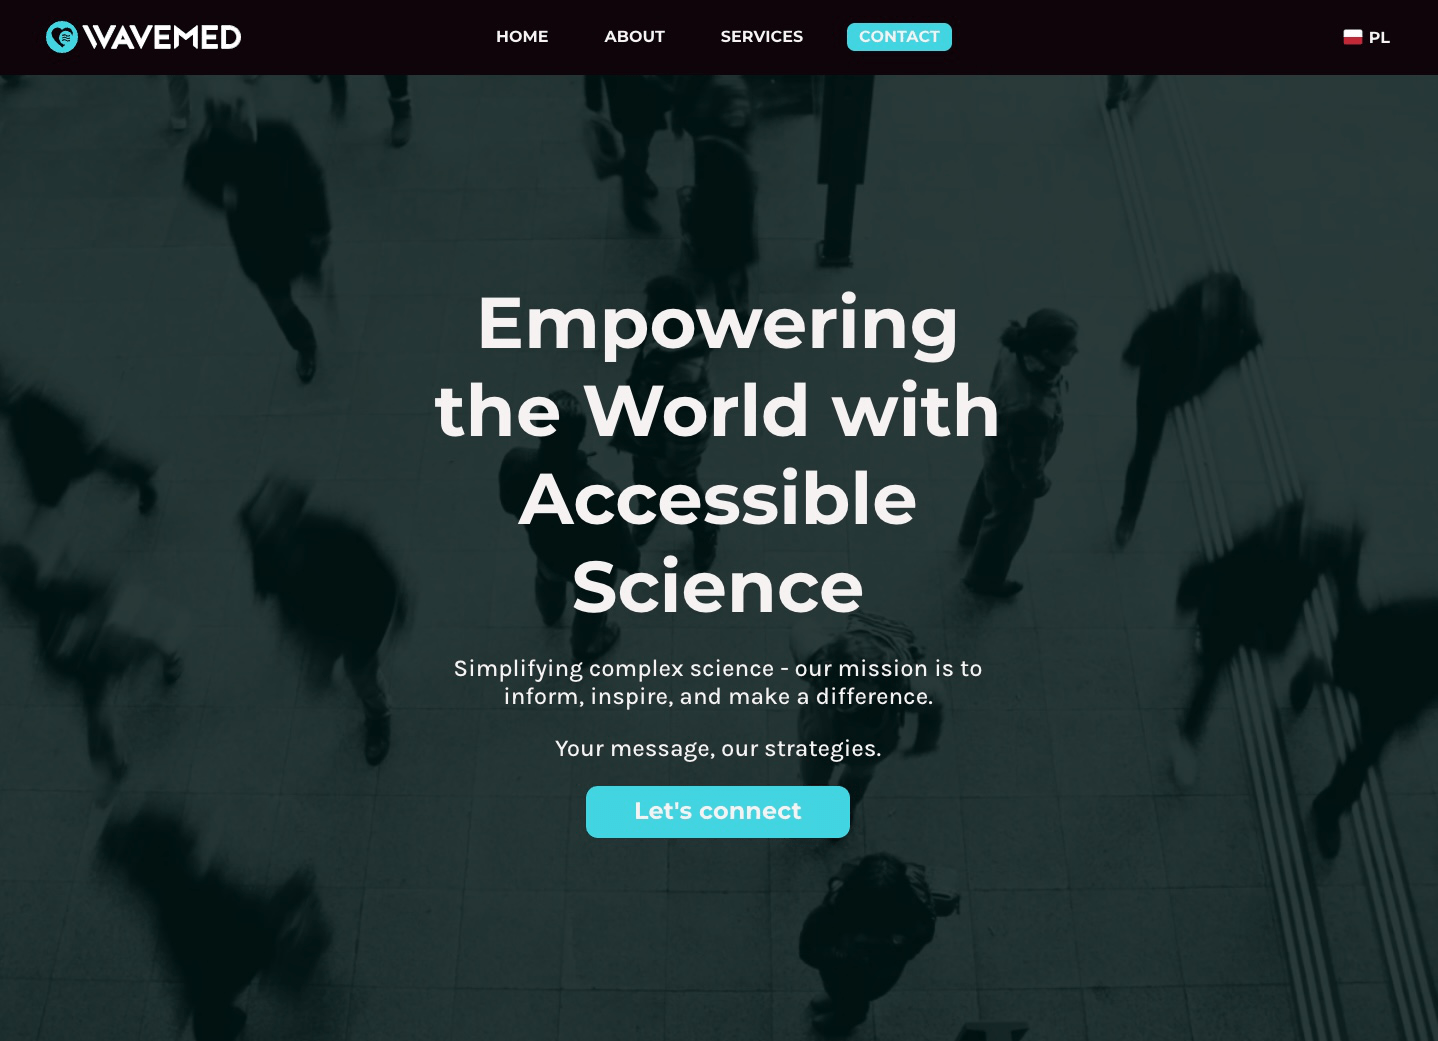 WAVEMED
HOME
ABOUT
SERVICES
CONTACT
PL
Empowering
the World with
Accessible
Science
Simplifying complex science - our mission is to
inform, inspire, and make a difference.
Your message, our strategies.
Let's connect